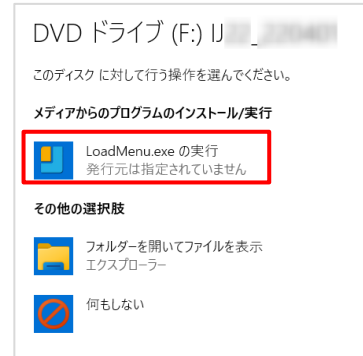 DVD ドライブ (F:) IJ
このディスク に対して行う操作を選んでください。
メディアからのプログラムのインストール/実行
LoadMenu.exe の実行
発行元は指定されていません
その他の選択肢
フォルダーを開いてファイルを表示
エクスプローラー
何もしない